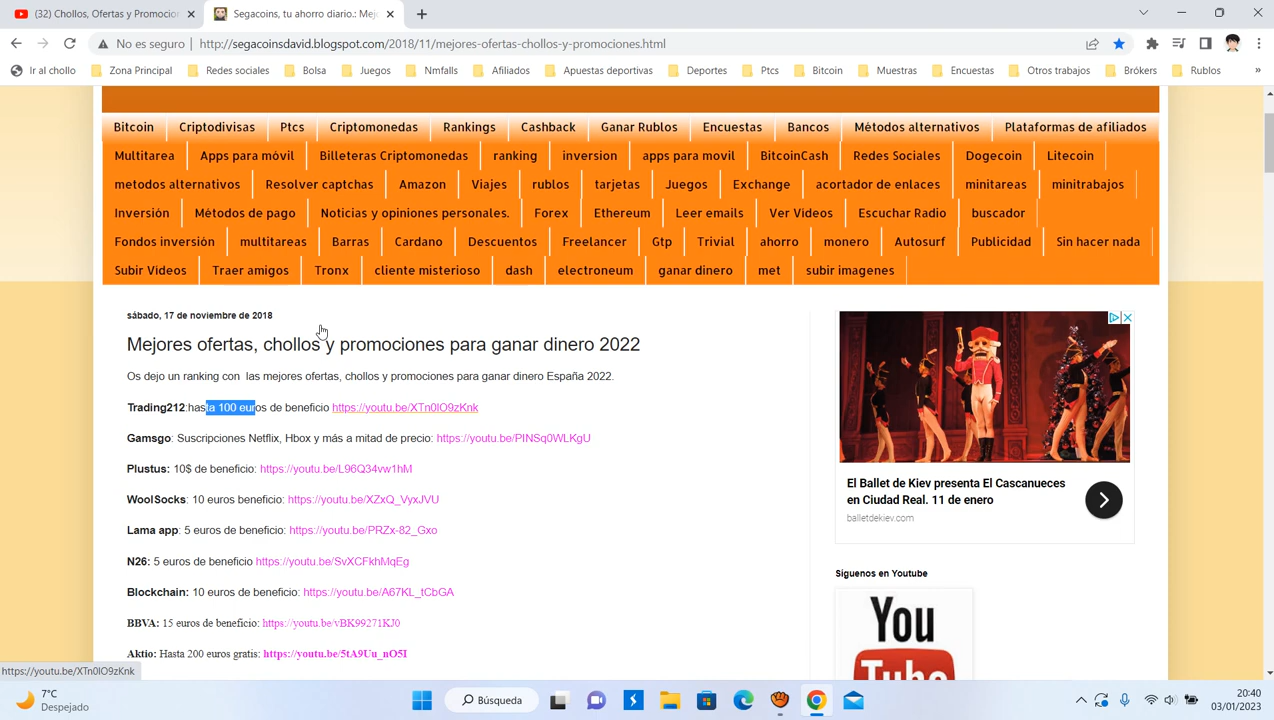 (32) Chollos, Ofertas y Promocion
Segacoins, tu ahorro diario.: Mej
No es seguro
http://segacoinsdavid.blogspot.com/2018/11/mejores-ofertas-chollos-y-promociones.html
Ir al chollo Zona Principal Redes sociales Bolsa Juegos Nmfalls Afiliados Apuestas deportivas Deportes Ptcs Bitcoin Muestras Encuestas Otros trabajos Brókers Rublos »
Bitcoin Criptodivisas Ptcs Criptomonedas Rankings Cashback Ganar Rublos Encuestas Bancos Métodos alternativos Plataformas de afiliados
Multitarea Apps para móvil Billeteras Criptomonedas ranking inversion apps para movil BitcoinCash Redes Sociales Dogecoin Litecoin
metodos alternativos Resolver captchas Amazon Viajes rublos tarjetas Juegos Exchange acortador de enlaces minitareas minitrabajos
Inversión Métodos de pago Noticias y opiniones personales. Forex Ethereum Leer emails Ver Videos Escuchar Radio buscador
Fondos inversión multitareas Barras Cardano Descuentos Freelancer Gtp Trivial ahorro monero Autosurf Publicidad Sin hacer nada
Subir Videos Traer amigos Tronx cliente misterioso dash electroneum ganar dinero met subir imagenes
sábado, 17 de noviembre de 2018
Mejores ofertas, chollos y promociones para ganar dinero 2022
Os dejo un ranking con las mejores ofertas, chollos y promociones para ganar dinero España 2022.
Trading212:hasta 100 euros de beneficio https://youtu.be/XTn0lO9zKnk
Gamsgo: Suscripciones Netflix, Hbox y más a mitad de precio: https://youtu.be/PINSq0WLKgU
Plustus: 10$ de beneficio: https://youtu.be/L96Q34vw1hM
WoolSocks: 10 euros beneficio: https://youtu.be/XZxQ_VyxJVU
Lama app: 5 euros de beneficio: https://youtu.be/PRZx-82_Gxo
N26: 5 euros de beneficio https://youtu.be/SvXCFkhMqEg
Blockchain: 10 euros de beneficio: https://youtu.be/A67KL_tCbGA
BBVA: 15 euros de beneficio: https://youtu.be/vBK99271KJ0
Aktio: Hasta 200 euros gratis: https://youtu.be/5tA9Uu_nO5I
El Ballet de Kiev presenta El Cascanueces
en Ciudad Real. 11 de enero
balletdekiev.com
Síguenos en Youtube
You
Tube
https://youtu.be/XTn0lO9zKnk
7°C
Despejado
Búsqueda
20:40
03/01/2023